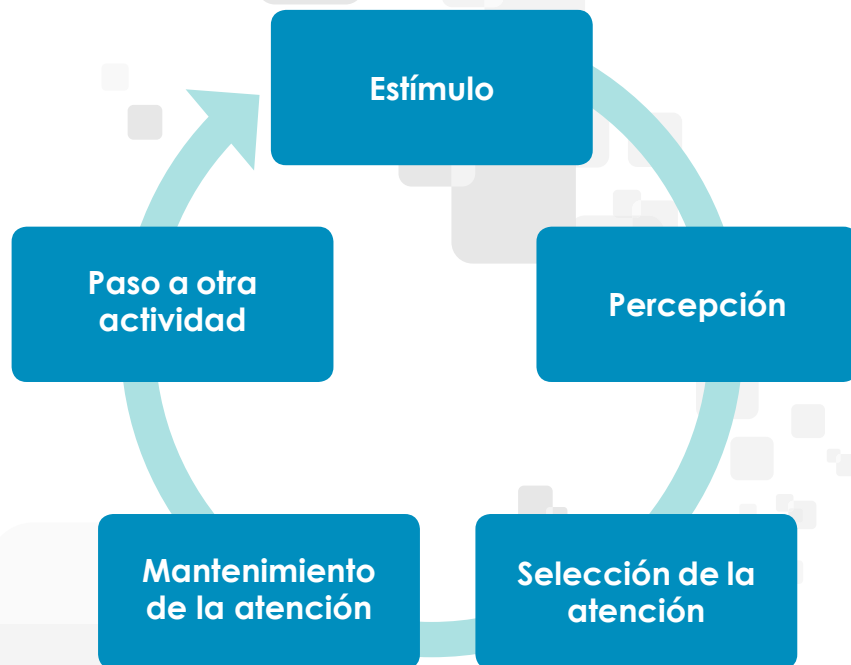 Estímulo
Percepción
Selección de la
atención
Mantenimiento
de la atención
Paso a otra
actividad